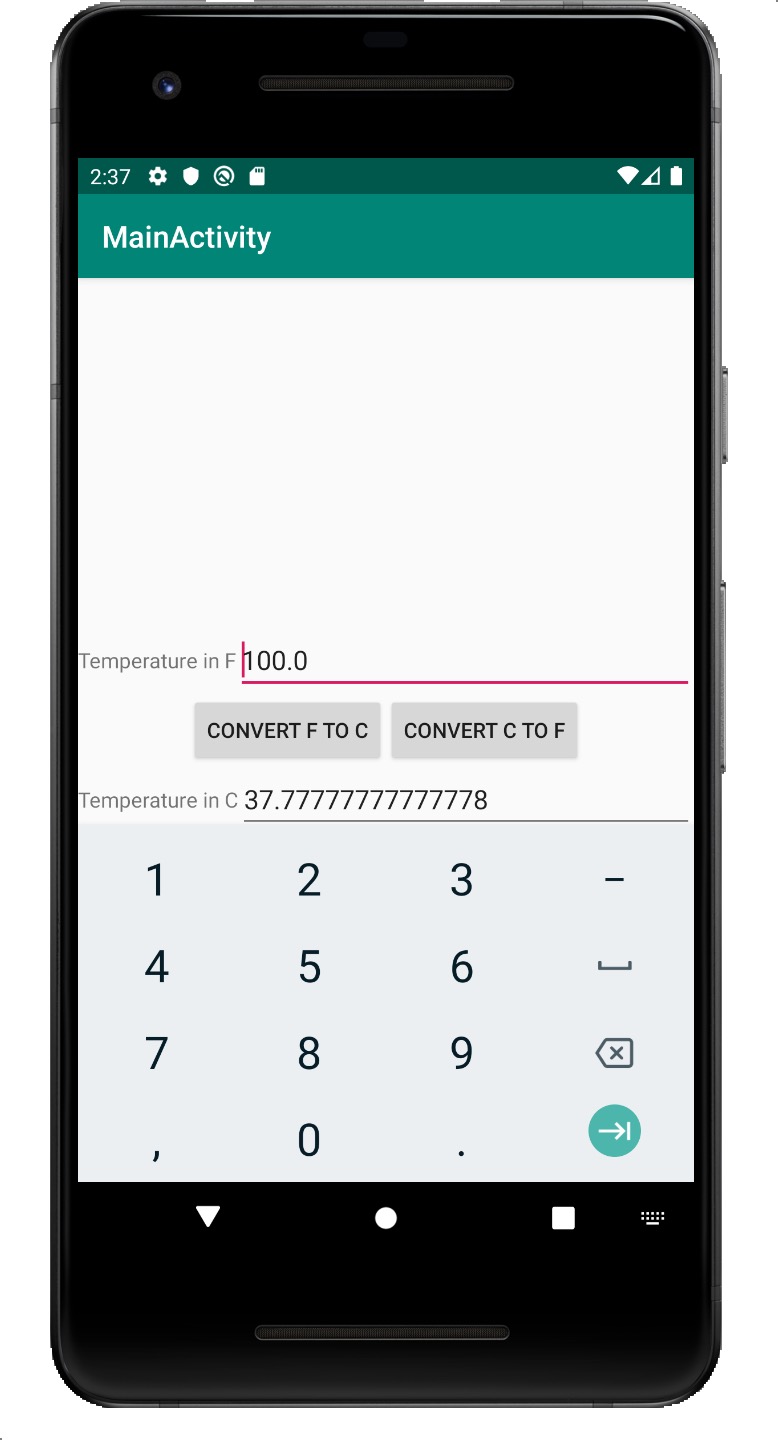 2:37
MainActivity
Temperature in F 100.0
CONVERT F TO C CONVERT C TO F
Temperature in C 37.77777777777778
1 2 3 –
4 5 6
7 8 9
, 0 .